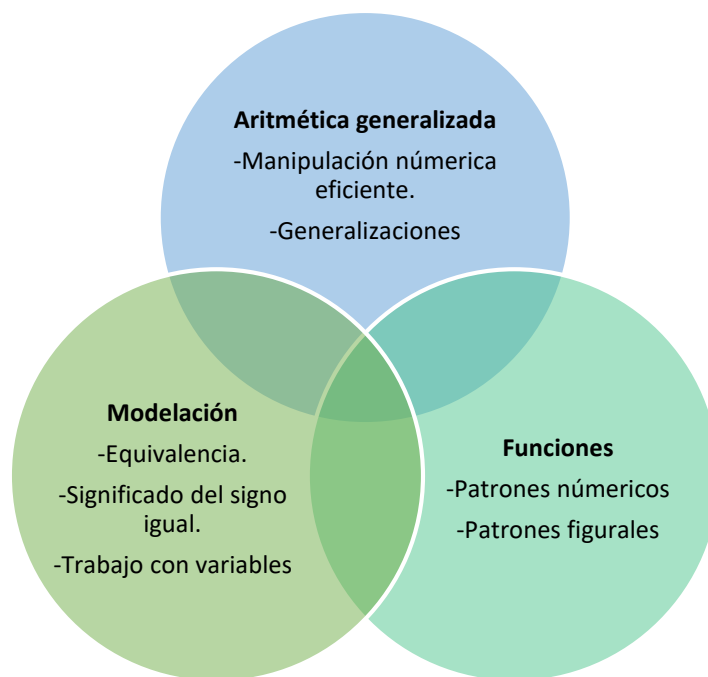 Aritmética generalizada
-Manipulación númerica
eficiente.
-Generalizaciones
Modelación
-Equivalencia.
-Significado del signo
igual.
-Trabajo con variables
Funciones
-Patrones númericos
-Patrones figurales